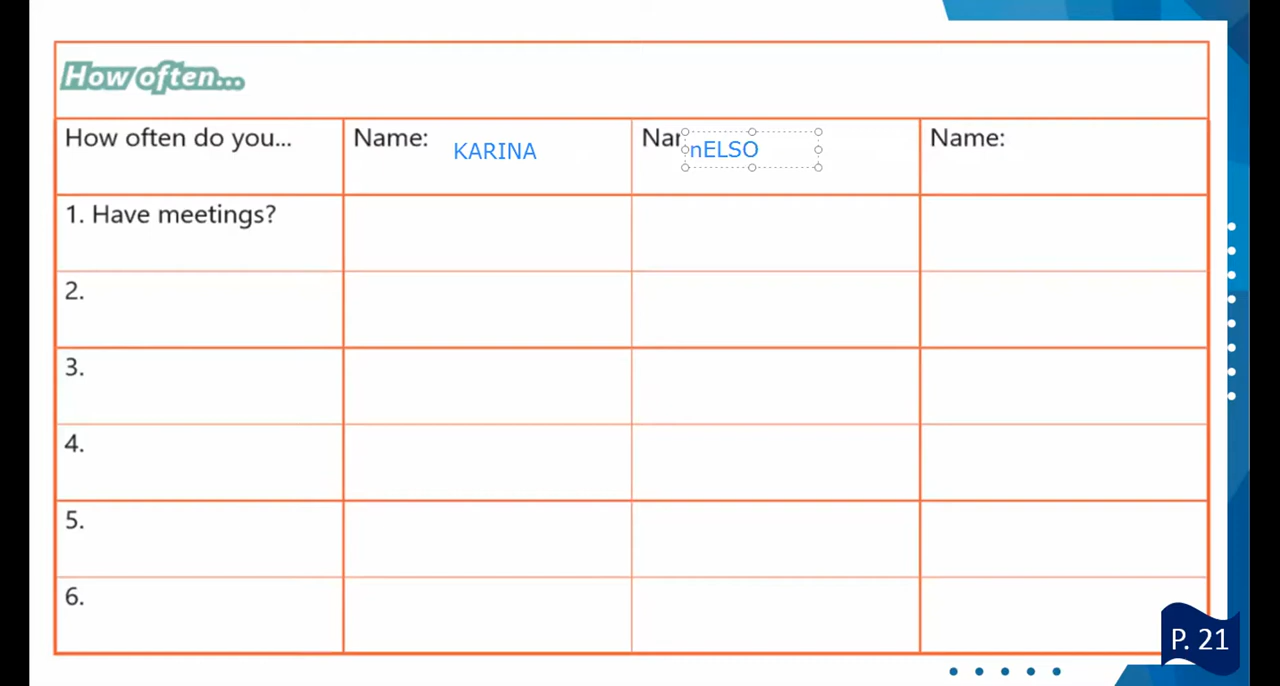 How often...
How often do you... Name: KARINA Nar nELSO Name:
1. Have meetings?
2.
3.
4.
5.
6.
P. 21